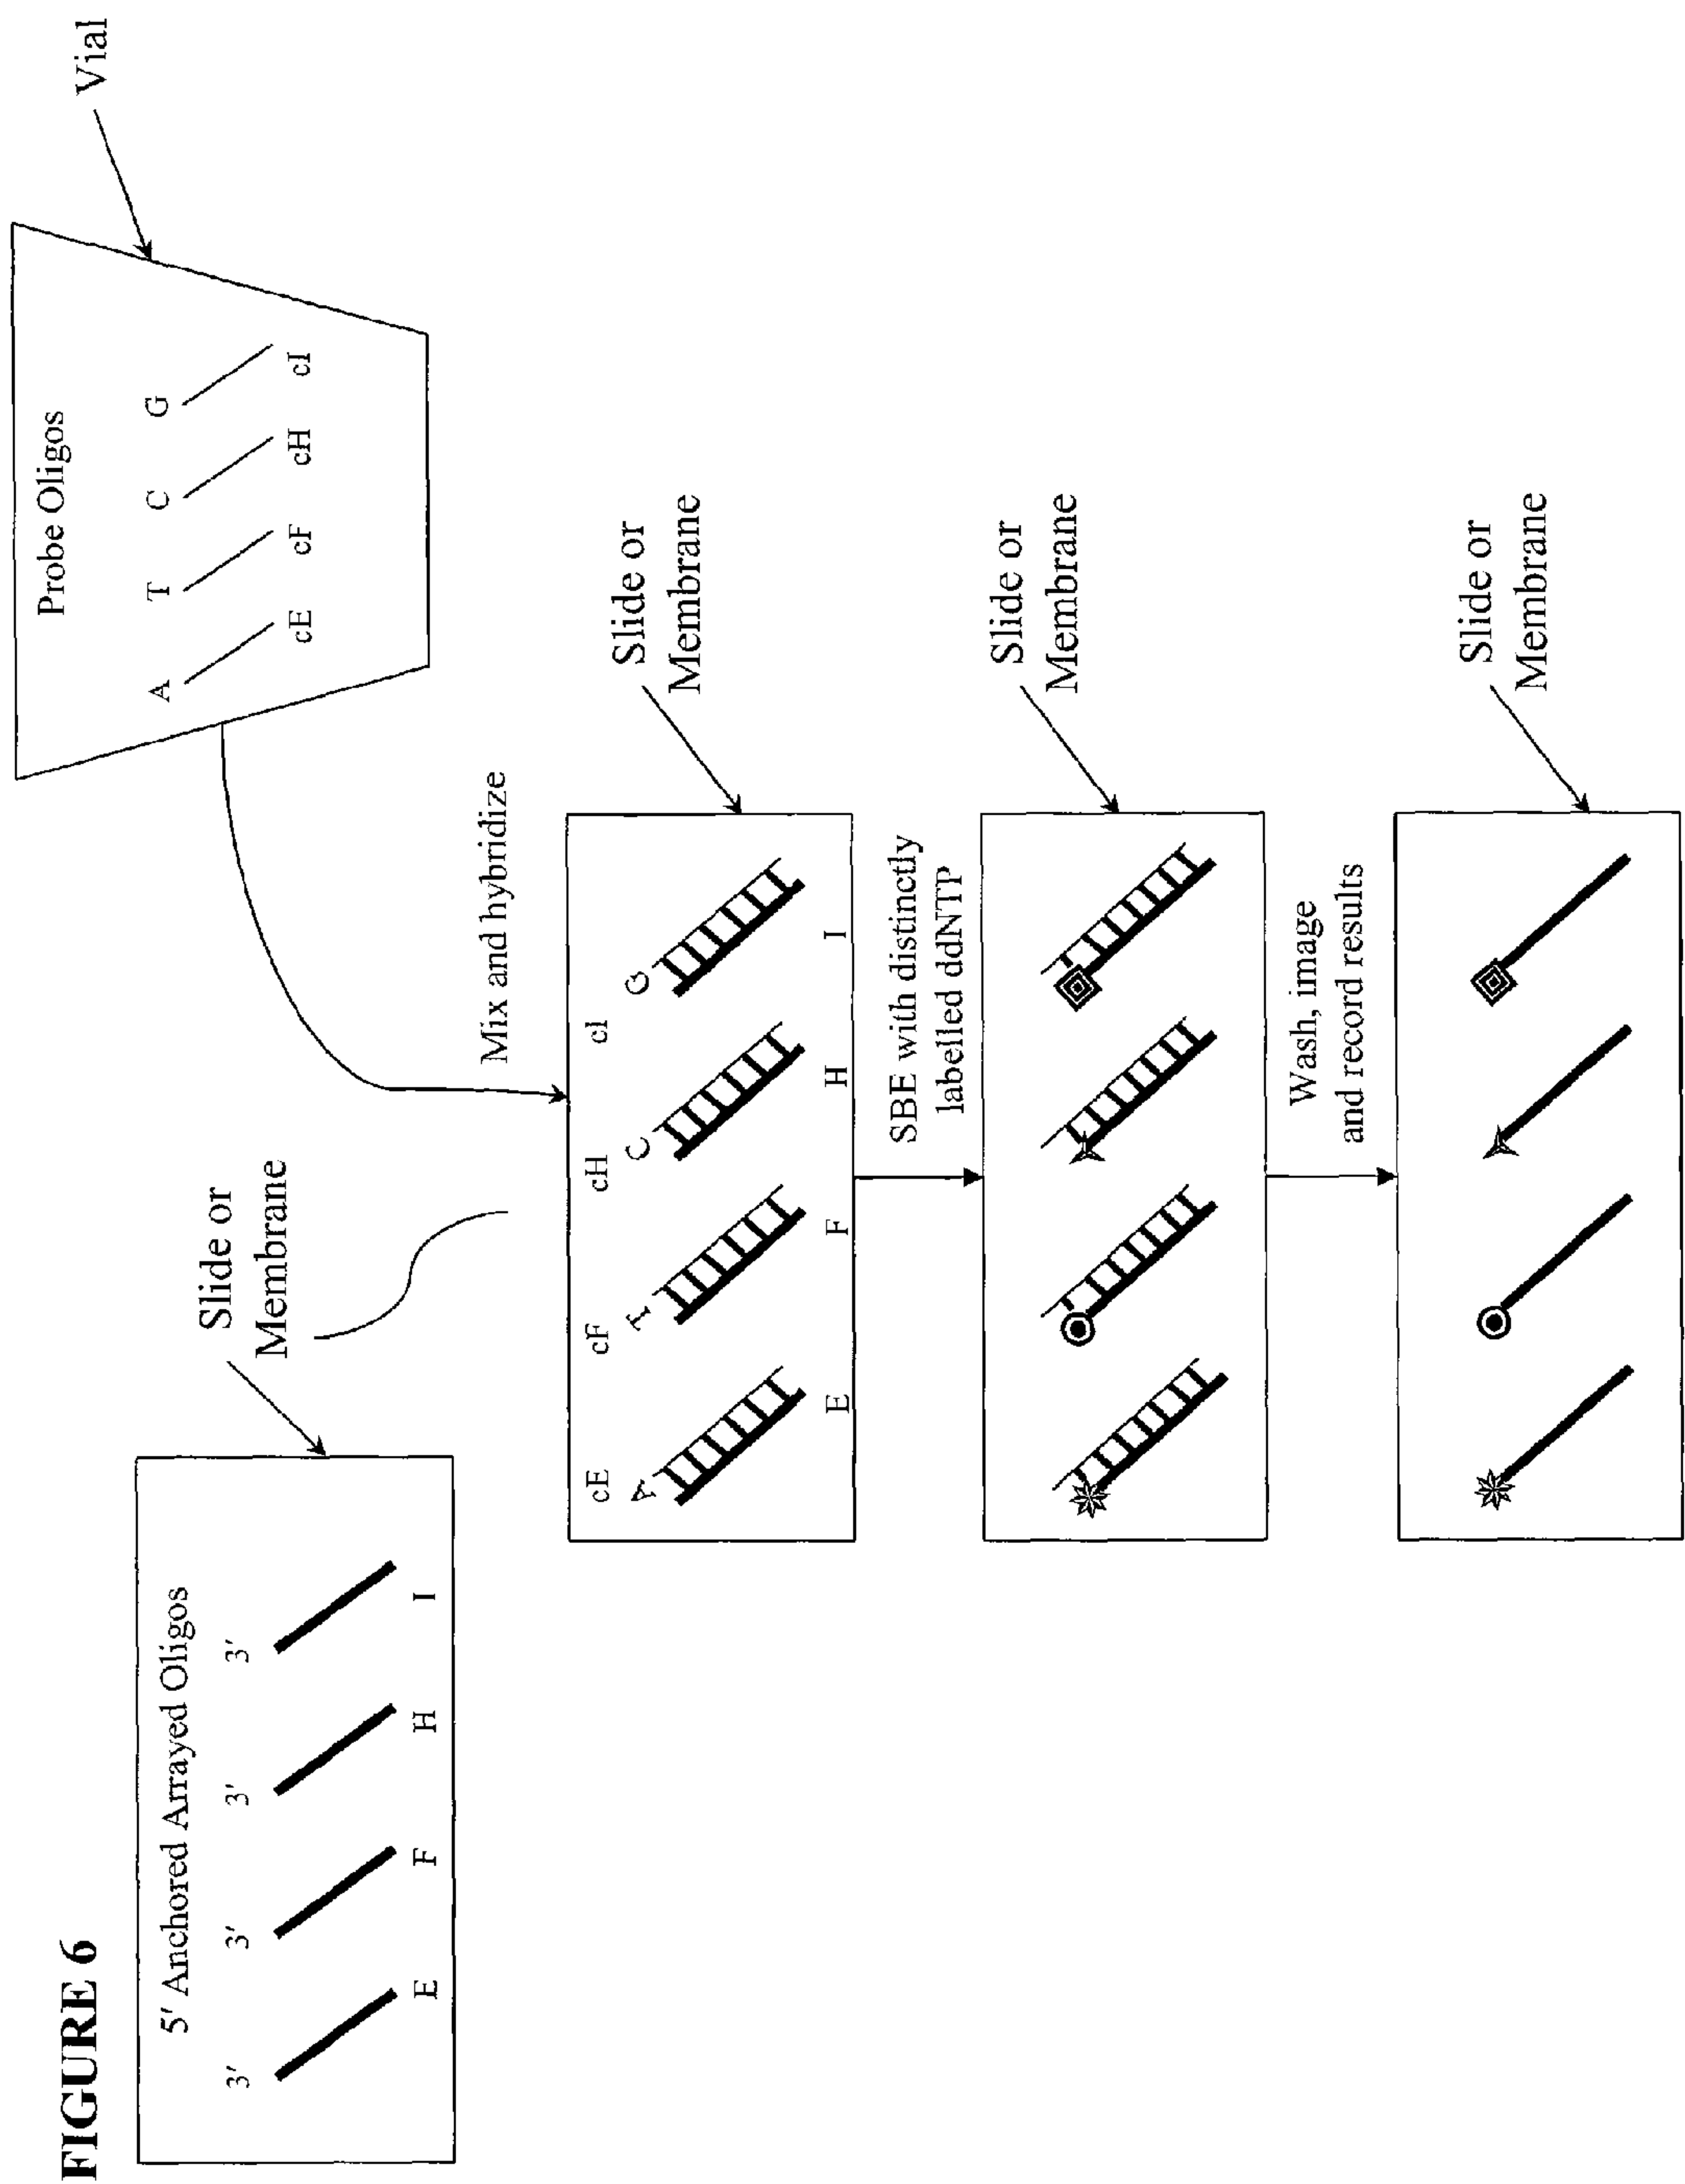 FIGURE 6
5' Anchored Arrayed Oligos
3' 3' 3' 3'
E F H I
Slide or
Membrane
Probe Oligos
A T C G
cE cF cH cI
Vial
Mix and hybridize
cE cF cH cI
A T C G
E F H I
Slide or
Membrane
SBE with distinctly
labelled ddNTP
Slide or
Membrane
Wash, image
and record results
Slide or
Membrane